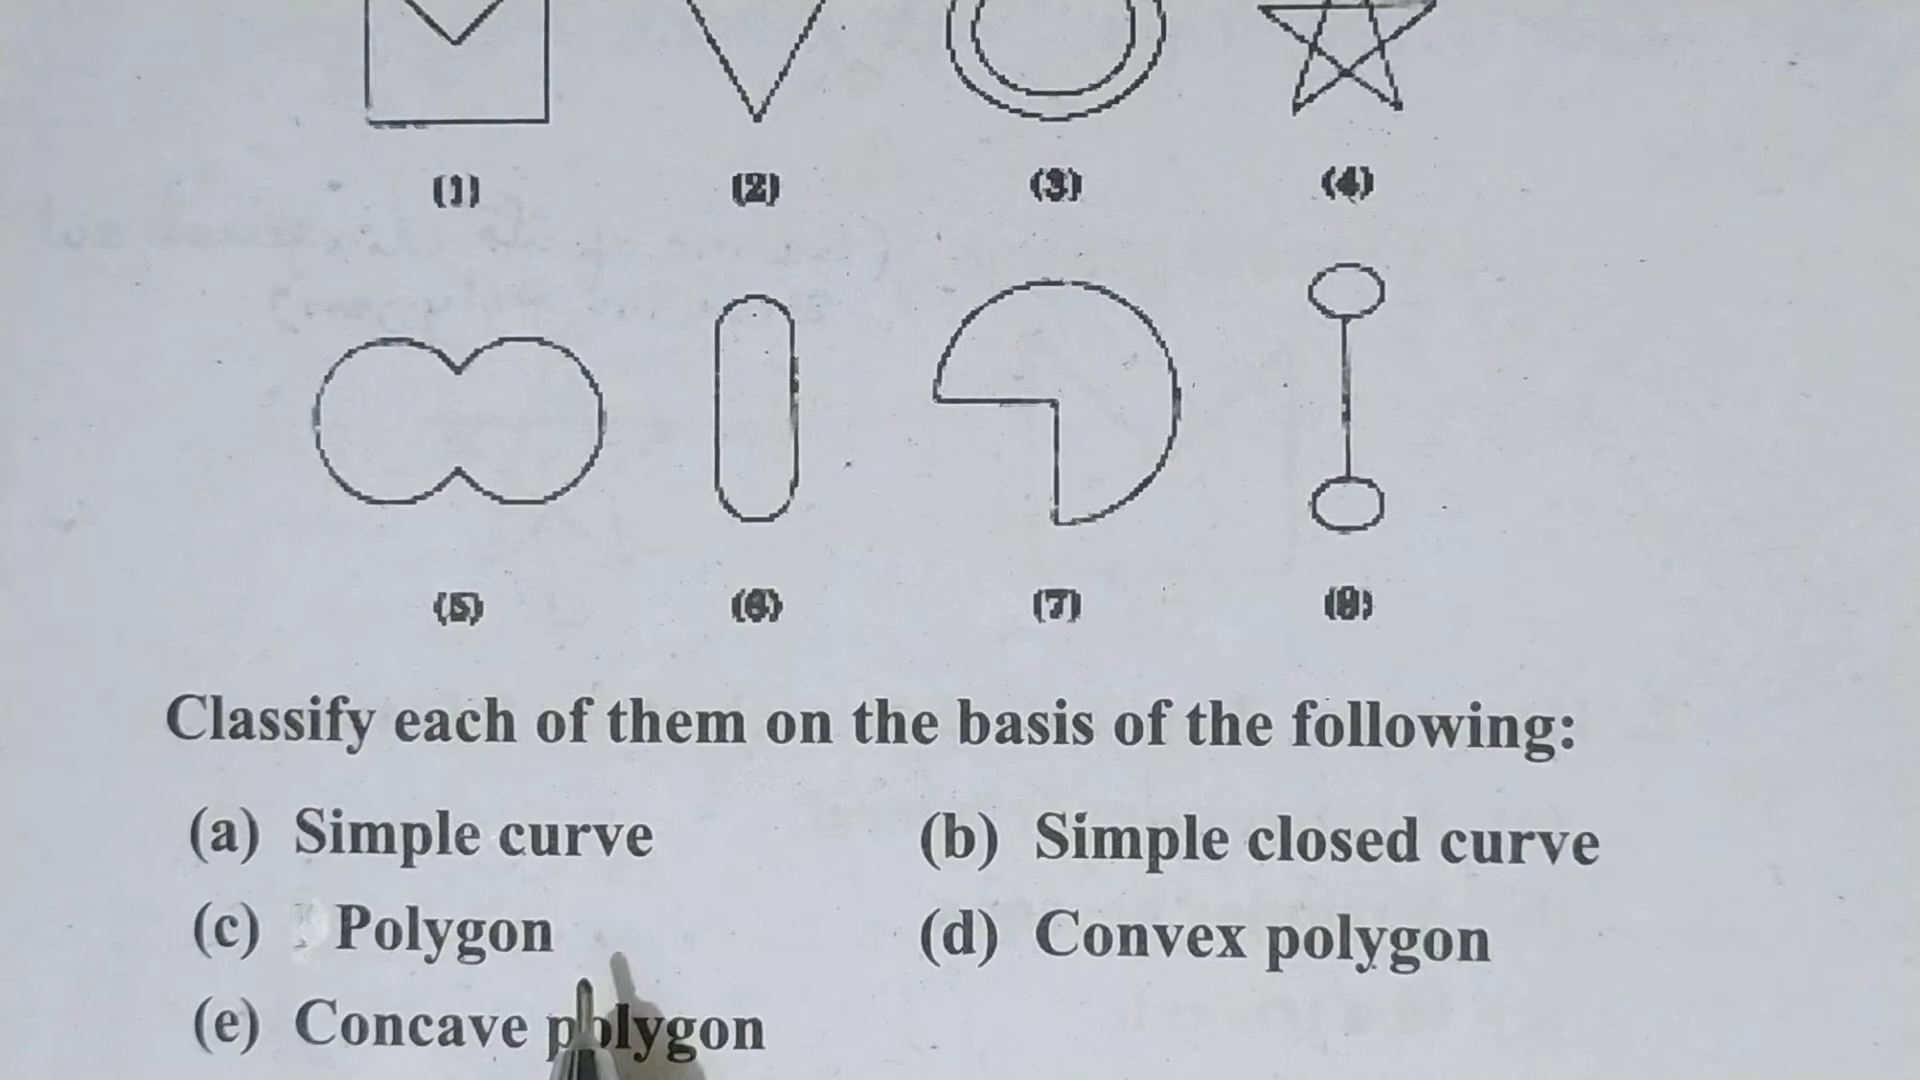 (1) (2) (3) (4)
(5) (6) (7) (8)
Classify each of them on the basis of the following:
(a) Simple curve (b) Simple closed curve
(c) Polygon (d) Convex polygon
(e) Concave polygon